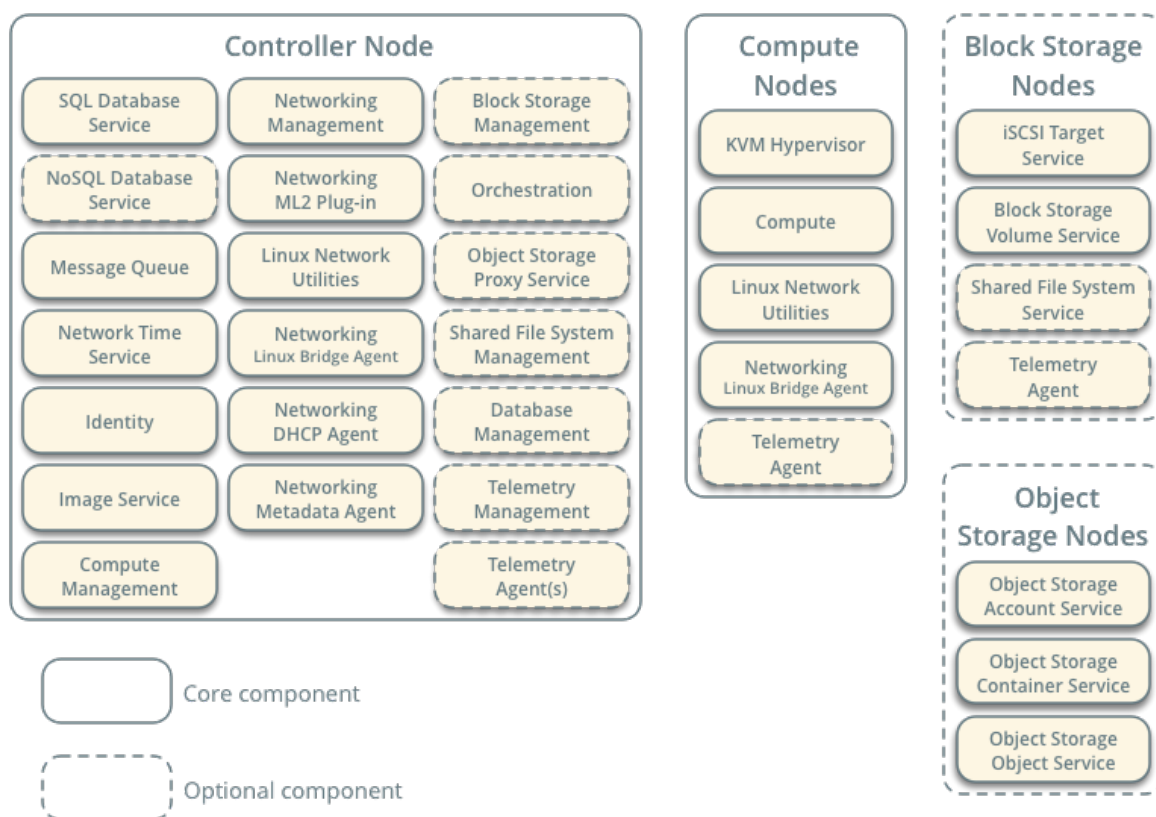 Controller Node
SQL Database
Service
NoSQL Database
Service
Message Queue
Network Time
Service
Identity
Image Service
Compute
Management
Networking
Management
Networking
ML2 Plug-in
Linux Network
Utilities
Networking
Linux Bridge Agent
Networking
DHCP Agent
Networking
Metadata Agent
Block Storage
Management
Orchestration
Object Storage
Proxy Service
Shared File System
Management
Database
Management
Telemetry
Management
Telemetry
Agent(s)
Compute
Nodes
KVM Hypervisor
Compute
Linux Network
Utilities
Networking
Linux Bridge Agent
Telemetry
Agent
Block Storage
Nodes
iSCSI Target
Service
Block Storage
Volume Service
Shared File System
Service
Telemetry
Agent
Object
Storage Nodes
Object Storage
Account Service
Object Storage
Container Service
Object Storage
Object Service
Core component
Optional component